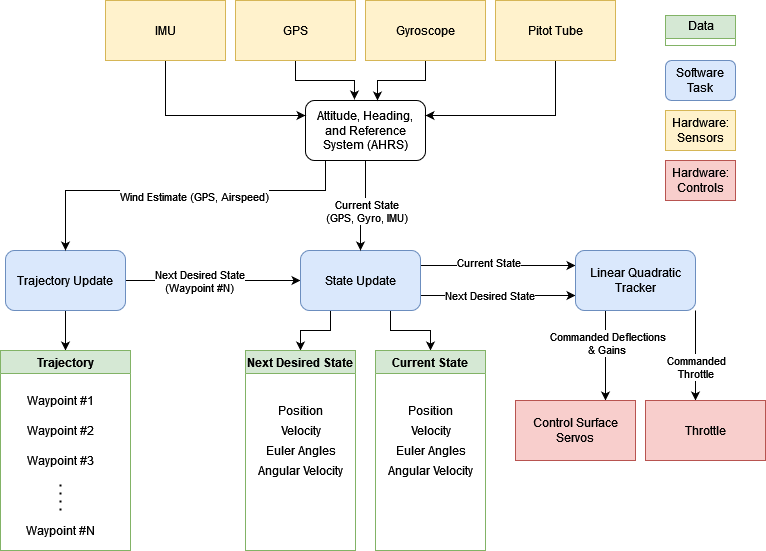 IMU
GPS
Gyroscope
Pitot Tube
Data
Software
Task
Hardware:
Sensors
Hardware:
Controls
Attitude, Heading,
and Reference
System (AHRS)
Wind Estimate (GPS, Airspeed)
Current State
(GPS, Gyro, IMU)
Trajectory Update
Next Desired State
(Waypoint #N)
State Update
Current State
Next Desired State
Linear Quadratic
Tracker
Commanded Deflections
& Gains
Commanded
Throttle
Trajectory
Waypoint #1
Waypoint #2
Waypoint #3
Waypoint #N
Next Desired State
Position
Velocity
Euler Angles
Angular Velocity
Current State
Position
Velocity
Euler Angles
Angular Velocity
Control Surface
Servos
Throttle